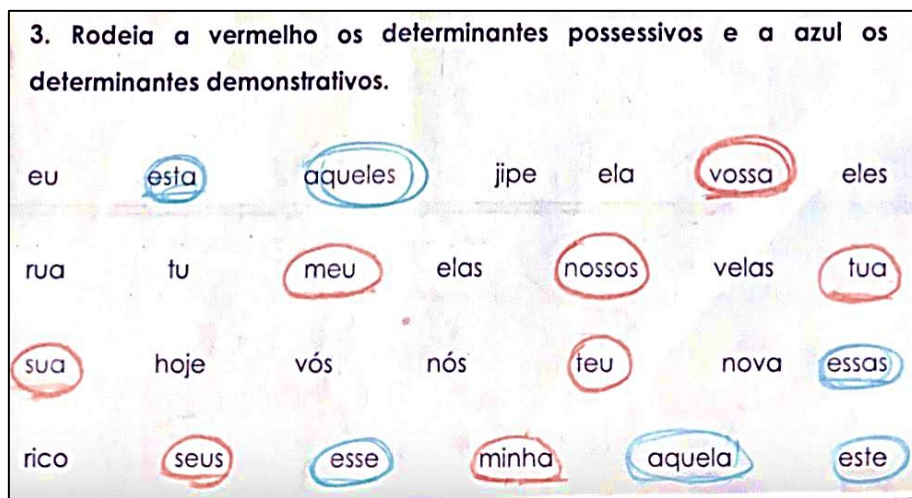 3. Rodeia a vermelho os determinantes possessivos e a azul os
determinantes demonstrativos.
eu esta aqueles jipe ela vossa eles
rua tu meu elas nossos velas tua
sua hoje vós nós teu nova essas
rico seus esse minha aquela este